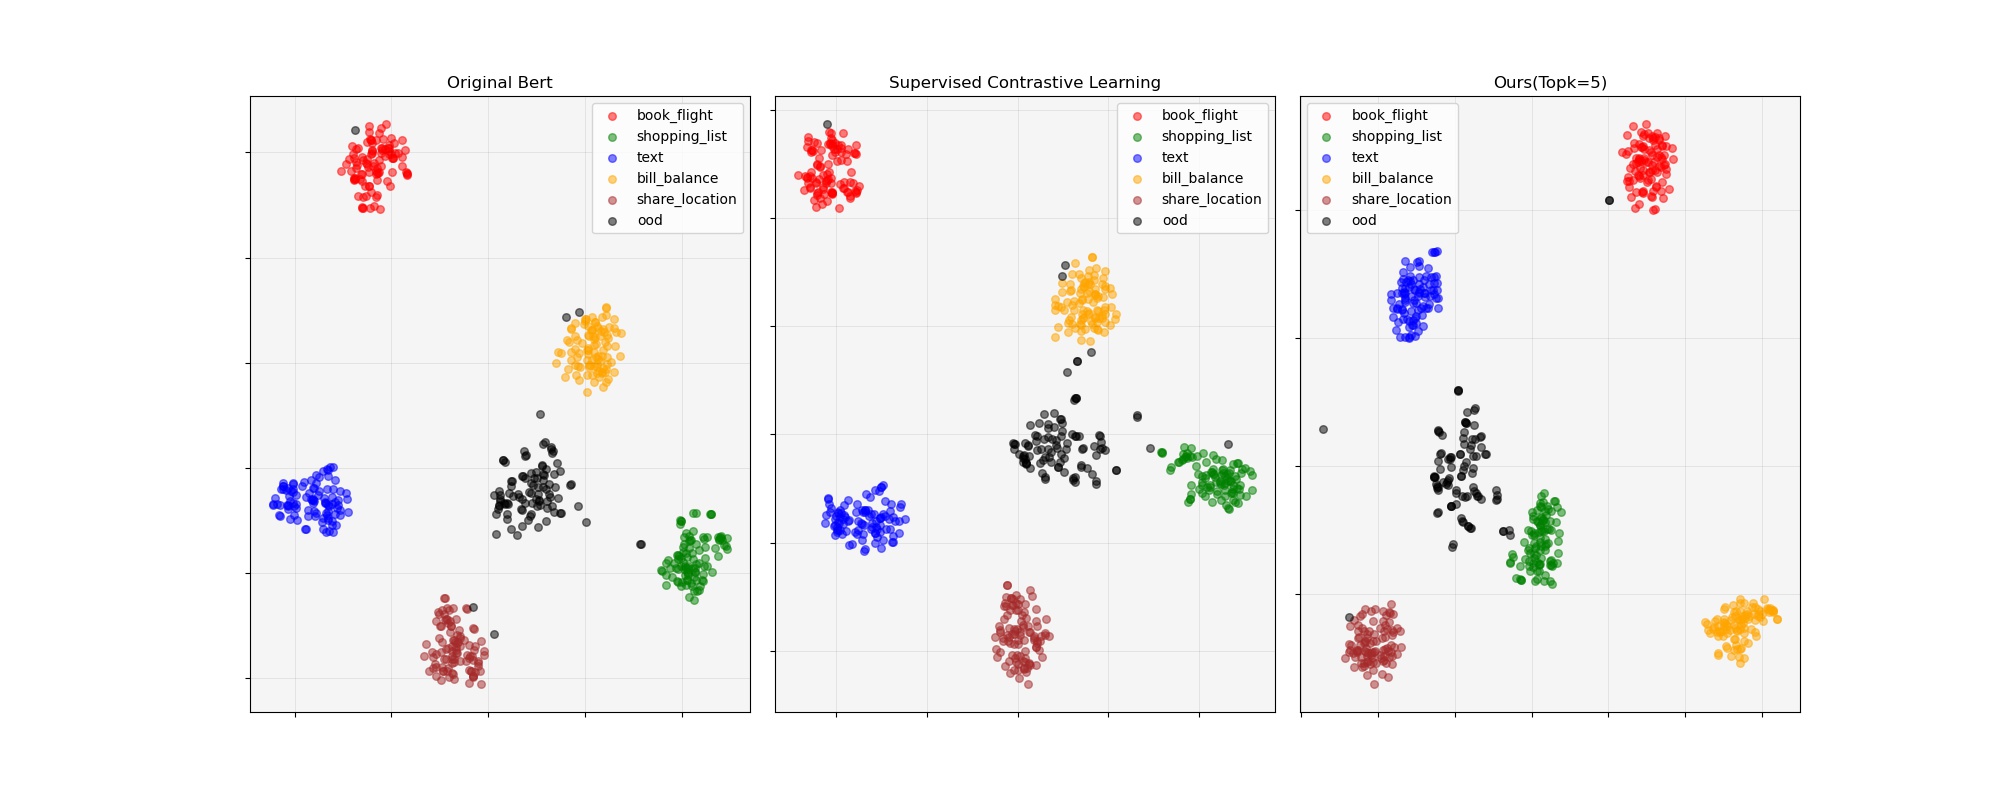 Original Bert
book_flight
shopping_list
text
bill_balance
share_location
ood
Supervised Contrastive Learning
book_flight
shopping_list
text
bill_balance
share_location
ood
Ours(Topk=5)
book_flight
shopping_list
text
bill_balance
share_location
ood